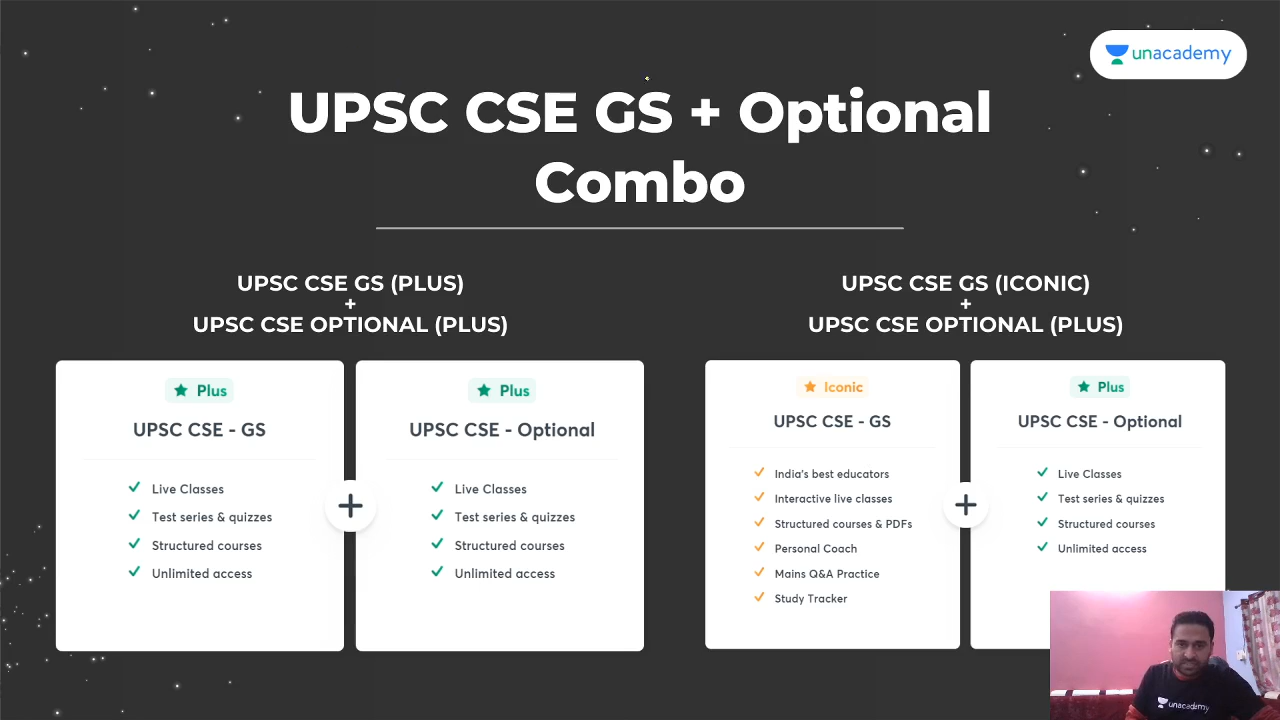 unacademy
UPSC CSE GS + Optional
Combo
UPSC CSE GS (PLUS)
+
UPSC CSE OPTIONAL (PLUS)
Plus
UPSC CSE - GS
Live Classes
Test series & quizzes
Structured courses
Unlimited access
+
Plus
UPSC CSE - Optional
Live Classes
Test series & quizzes
Structured courses
Unlimited access
UPSC CSE GS (ICONIC)
+
UPSC CSE OPTIONAL (PLUS)
Iconic
UPSC CSE - GS
India's best educators
Interactive live classes
Structured courses & PDFs
Personal Coach
Mains Q&A Practice
Study Tracker
+
Plus
UPSC CSE - Optional
Live Classes
Test series & quizzes
Structured courses
Unlimited access
unacademy